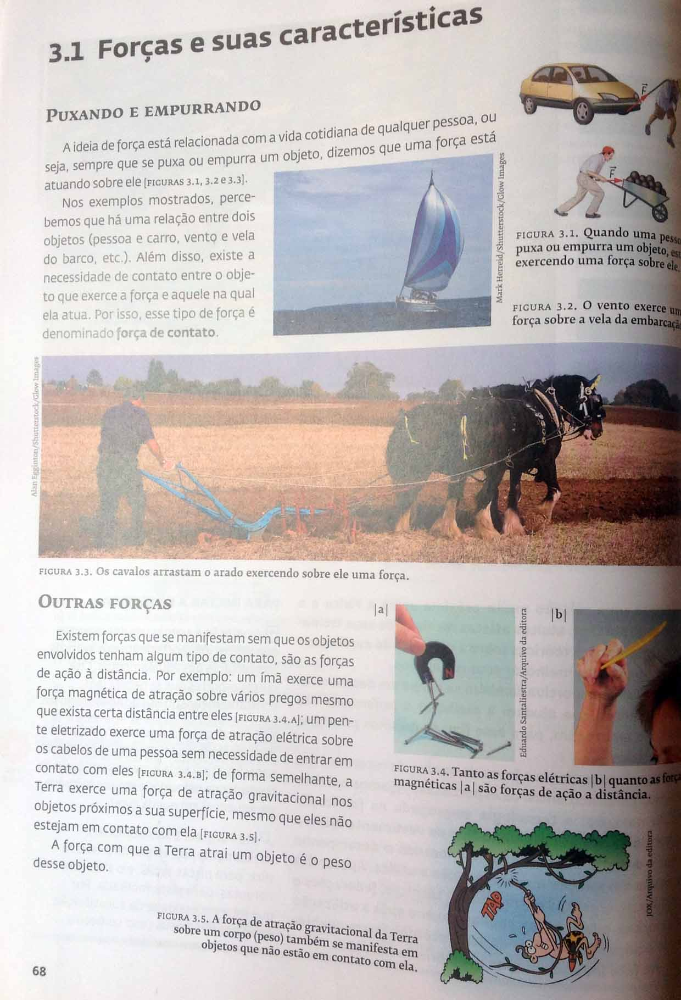 3.1 Forças e suas características
PUXANDO E EMPURRANDO
A ideia de força está relacionada com a vida cotidiana de qualquer pessoa, ou
seja, sempre que se puxa ou empurra um objeto, dizemos que uma força está
atuando sobre ele [FIGURAS 3.1, 3.2 e 3.3].
Nos exemplos mostrados, perce-
bemos que há uma relação entre dois
objetos (pessoa e carro, vento e vela
do barco, etc.). Além disso, existe a
necessidade de contato entre o obje-
to que exerce a força e aquele na qual
ela atua. Por isso, esse tipo de força é
denominado força de contato.
Mark Herreid/Shutterstock/Glow Images
F
F
FIGURA 3.1. Quando uma
puxa ou empurra um objeto,
exercendo uma força sobre ele.
FIGURA 3.2. O vento exerce
força sobre a vela da
Alan Egginton/Shutterstock/Glow Images
FIGURA 3.3. Os cavalos arrastam o arado exercendo sobre ele uma força.
OUTRAS FORÇAS
Existem forças que se manifestam sem que os objetos
envolvidos tenham algum tipo de contato, são as forças
de ação à distância. Por exemplo: um ímã exerce uma
força magnética de atração sobre vários pregos mesmo
que exista certa distância entre eles [FIGURA 3.4.A]; um pen-
te eletrizado exerce uma força de atração elétrica sobre
os cabelos de uma pessoa sem necessidade de entrar em
contato com eles [FIGURA 3.4.B]; de forma semelhante, a
Terra exerce uma força de atração gravitacional nos
objetos próximos a sua superfície, mesmo que eles não
estejam em contato com ela [FIGURA 3.5].
A força com que a Terra atrai um objeto é o peso
desse objeto.
|a|
N
Eduardo Santaliestra/Arquivo da editora
|b|
FIGURA 3.4. Tanto as forças elétricas |b| quanto as
magnéticas |a| são forças de ação a distância.
TAP
JOX/Arquivo da editora
FIGURA 3.5. A força de atração gravitacional da Terra
sobre um corpo (peso) também se manifesta em
objetos que não estão em contato com ela.
68